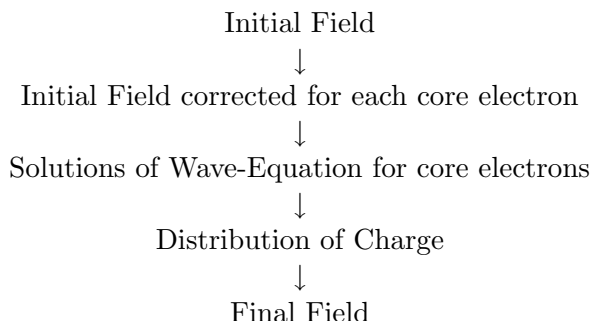 Initial Field
↓
Initial Field corrected for each core electron
↓
Solutions of Wave-Equation for core electrons
↓
Distribution of Charge
↓
Final Field